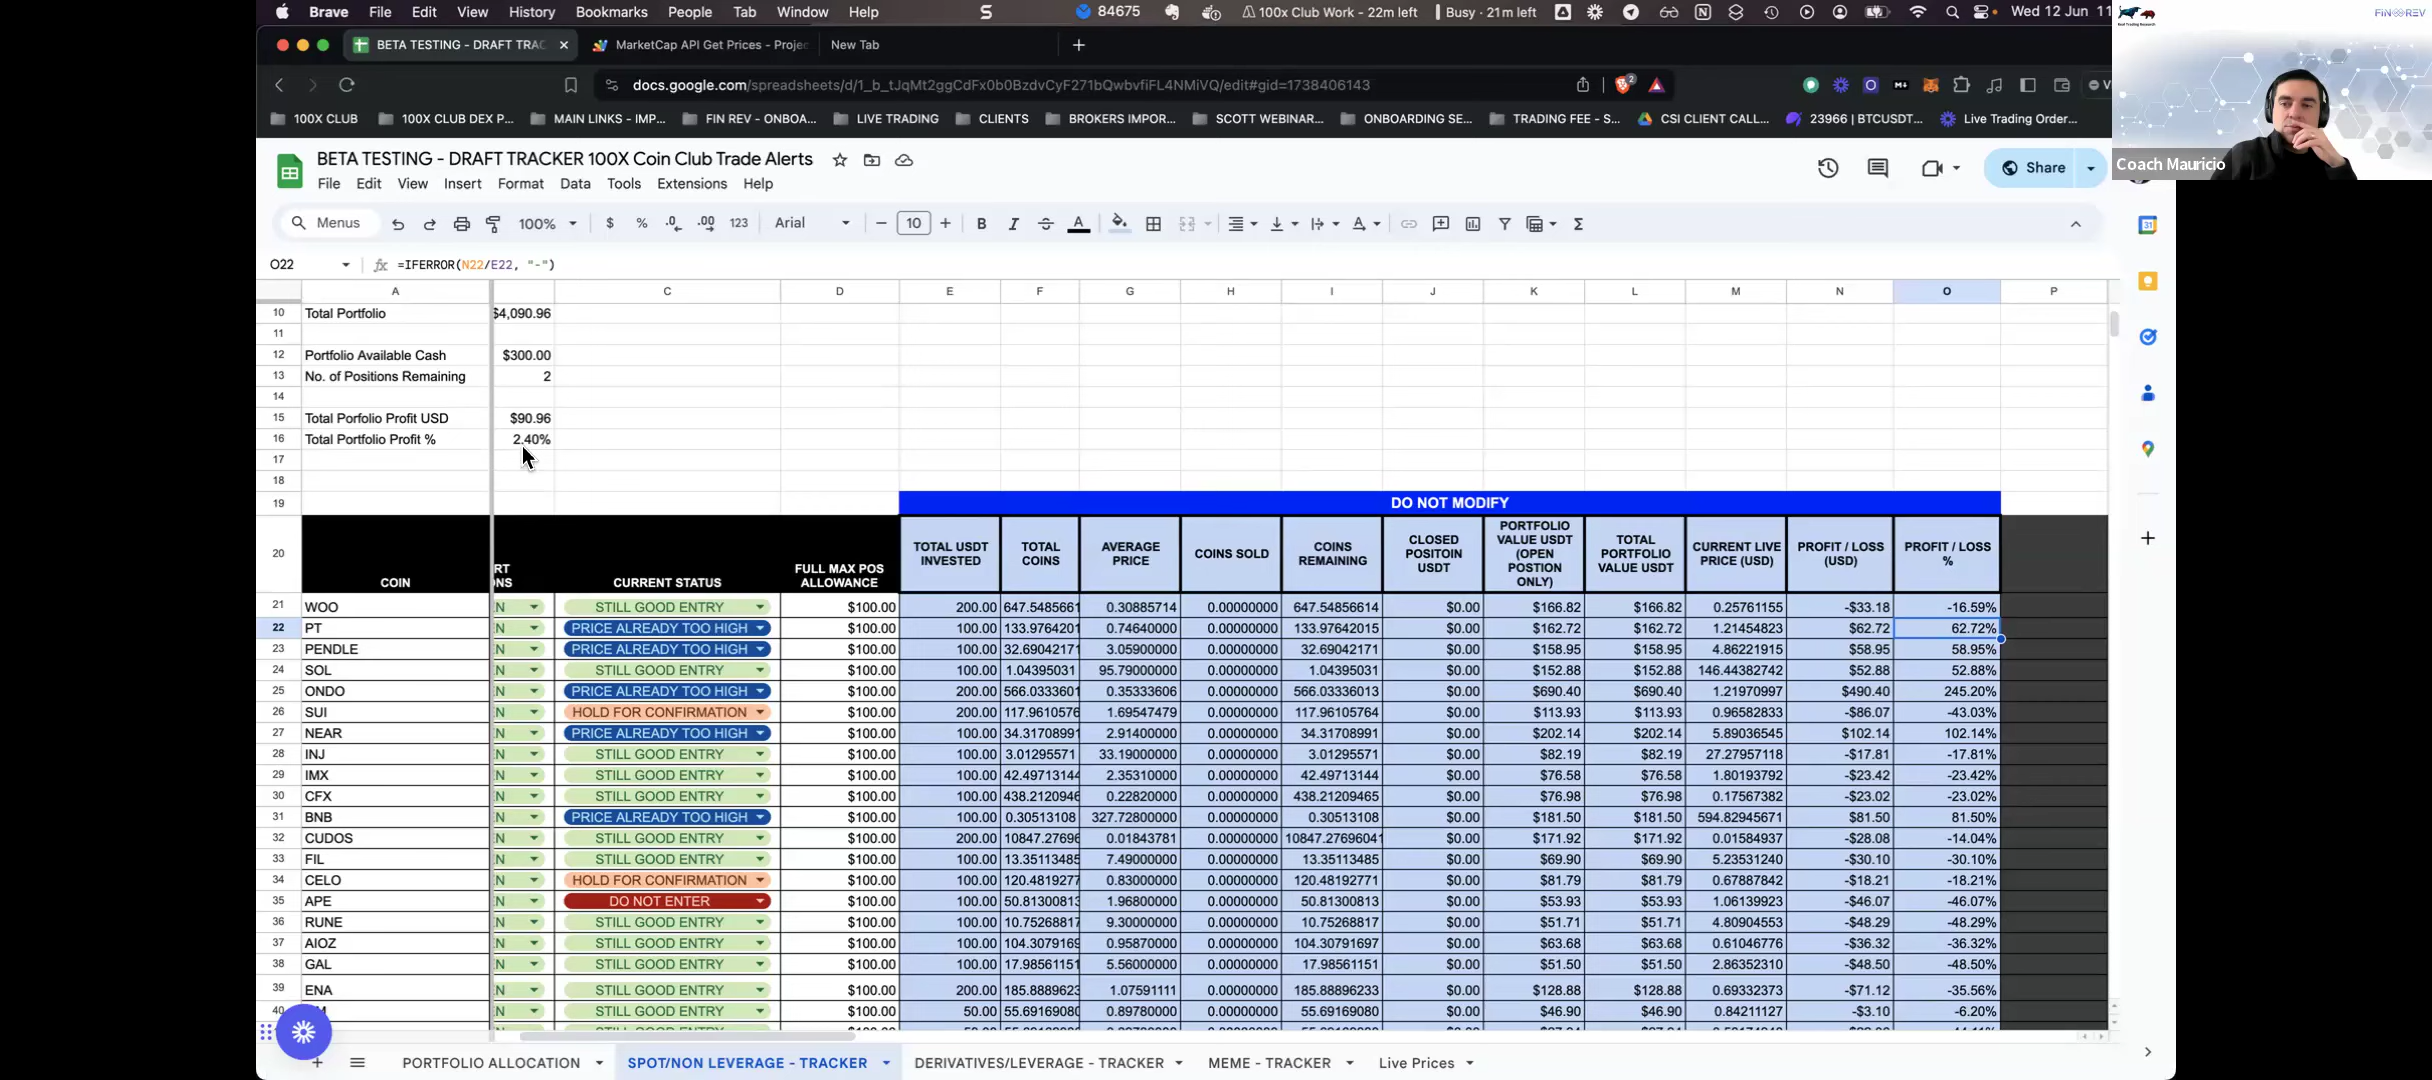 Brave File Edit View History Bookmarks People Tab Window Help 84675 100x Club Work - 22m left Busy · 21m left Wed 12 Jun 11
BETA TESTING - DRAFT TRAC MarketCap API Get Prices - Projec New Tab
docs.google.com/spreadsheets/d/1_b_tJqMt2ggCdFx0b0BzdvCyF271bQwbvfiFL4NMiVQ/edit#gid=1738406143
100X CLUB 100X CLUB DEX P... MAIN LINKS - IMP... FIN REV - ONBOA... LIVE TRADING CLIENTS BROKERS IMPOR... SCOTT WEBINAR... ONBOARDING SE... TRADING FEE - S... CSI CLIENT CALL... 23966 | BTCUSDT... Live Trading Order...
FINREV
Coach Mauricio
BETA TESTING - DRAFT TRACKER 100X Coin Club Trade Alerts
Share
File Edit View Insert Format Data Tools Extensions Help
Menus 100% $ % .0 .00 123 Arial 10
O22 =IFERROR(N22/E22, "-")
A C D E F G H I J K L M N O P
10 Total Portfolio $4,090.96
11
12 Portfolio Available Cash $300.00
13 No. of Positions Remaining 2
14
15 Total Porfolio Profit USD $90.96
16 Total Portfolio Profit % 2.40%
17
18
19 DO NOT MODIFY
20 COIN RT NS CURRENT STATUS FULL MAX POS ALLOWANCE TOTAL USDT INVESTED TOTAL COINS AVERAGE PRICE COINS SOLD COINS REMAINING CLOSED POSITOIN USDT PORTFOLIO VALUE USDT (OPEN POSTION ONLY) TOTAL PORTFOLIO VALUE USDT CURRENT LIVE PRICE (USD) PROFIT / LOSS (USD) PROFIT / LOSS %
21 WOO EN STILL GOOD ENTRY $100.00 200.00 647.5485661 0.30885714 0.00000000 647.54856614 $0.00 $166.82 $166.82 0.25761155 -$33.18 -16.59%
22 PT EN PRICE ALREADY TOO HIGH $100.00 100.00 133.9764201 0.74640000 0.00000000 133.97642015 $0.00 $162.72 $162.72 1.21454823 $62.72 62.72%
23 PENDLE EN PRICE ALREADY TOO HIGH $100.00 100.00 32.69042171 3.05900000 0.00000000 32.69042171 $0.00 $158.95 $158.95 4.86221915 $58.95 58.95%
24 SOL EN STILL GOOD ENTRY $100.00 100.00 1.04395031 95.79000000 0.00000000 1.04395031 $0.00 $152.88 $152.88 146.44382742 $52.88 52.88%
25 ONDO EN PRICE ALREADY TOO HIGH $100.00 200.00 566.0333601 0.35333606 0.00000000 566.03336013 $0.00 $690.40 $690.40 1.21970997 $490.40 245.20%
26 SUI EN HOLD FOR CONFIRMATION $100.00 200.00 117.9610576 1.69547479 0.00000000 117.96105764 $0.00 $113.93 $113.93 0.96582833 -$86.07 -43.03%
27 NEAR EN PRICE ALREADY TOO HIGH $100.00 100.00 34.31708991 2.91400000 0.00000000 34.31708991 $0.00 $202.14 $202.14 5.89036545 $102.14 102.14%
28 INJ EN STILL GOOD ENTRY $100.00 100.00 3.01295571 33.19000000 0.00000000 3.01295571 $0.00 $82.19 $82.19 27.27957118 -$17.81 -17.81%
29 IMX EN STILL GOOD ENTRY $100.00 100.00 42.49713144 2.35310000 0.00000000 42.49713144 $0.00 $76.58 $76.58 1.80193792 -$23.42 -23.42%
30 CFX EN STILL GOOD ENTRY $100.00 100.00 438.2120946 0.22820000 0.00000000 438.21209465 $0.00 $76.98 $76.98 0.17567382 -$23.02 -23.02%
31 BNB EN PRICE ALREADY TOO HIGH $100.00 100.00 0.30513108 327.72800000 0.00000000 0.30513108 $0.00 $181.50 $181.50 594.82945671 $81.50 81.50%
32 CUDOS EN STILL GOOD ENTRY $100.00 200.00 10847.27696 0.01843781 0.00000000 10847.27696041 $0.00 $171.92 $171.92 0.01584937 -$28.08 -14.04%
33 FIL EN STILL GOOD ENTRY $100.00 100.00 13.35113485 7.49000000 0.00000000 13.35113485 $0.00 $69.90 $69.90 5.23531240 -$30.10 -30.10%
34 CELO EN HOLD FOR CONFIRMATION $100.00 100.00 120.4819277 0.83000000 0.00000000 120.48192771 $0.00 $81.79 $81.79 0.67887842 -$18.21 -18.21%
35 APE EN DO NOT ENTER $100.00 100.00 50.81300813 1.96800000 0.00000000 50.81300813 $0.00 $53.93 $53.93 1.06139923 -$46.07 -46.07%
36 RUNE EN STILL GOOD ENTRY $100.00 100.00 10.75268817 9.30000000 0.00000000 10.75268817 $0.00 $51.71 $51.71 4.80904553 -$48.29 -48.29%
37 AIOZ EN STILL GOOD ENTRY $100.00 100.00 104.3079169 0.95870000 0.00000000 104.30791697 $0.00 $63.68 $63.68 0.61046776 -$36.32 -36.32%
38 GAL EN STILL GOOD ENTRY $100.00 100.00 17.98561151 5.56000000 0.00000000 17.98561151 $0.00 $51.50 $51.50 2.86352310 -$48.50 -48.50%
39 ENA EN STILL GOOD ENTRY $100.00 200.00 185.8889623 1.07591111 0.00000000 185.88896233 $0.00 $128.88 $128.88 0.69332373 -$71.12 -35.56%
40 EN STILL GOOD ENTRY $100.00 50.00 55.69169080 0.89780000 0.00000000 55.69169080 $0.00 $46.90 $46.90 0.84211127 -$3.10 -6.20%
PORTFOLIO ALLOCATION SPOT/NON LEVERAGE - TRACKER DERIVATIVES/LEVERAGE - TRACKER MEME - TRACKER Live Prices